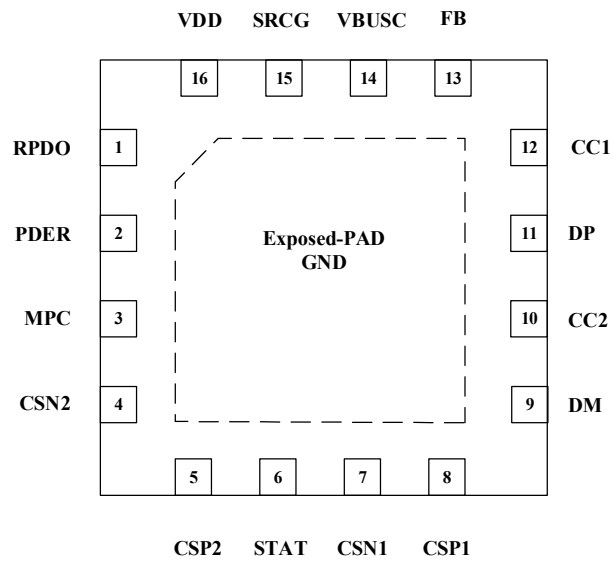 VDD SRCG VBUSC FB
16 15 14 13
RPDO 1 12 CC1
PDER 2 11 DP
Exposed-PAD
GND
MPC 3 10 CC2
CSN2 4 9 DM
5 6 7 8
CSP2 STAT CSN1 CSP1